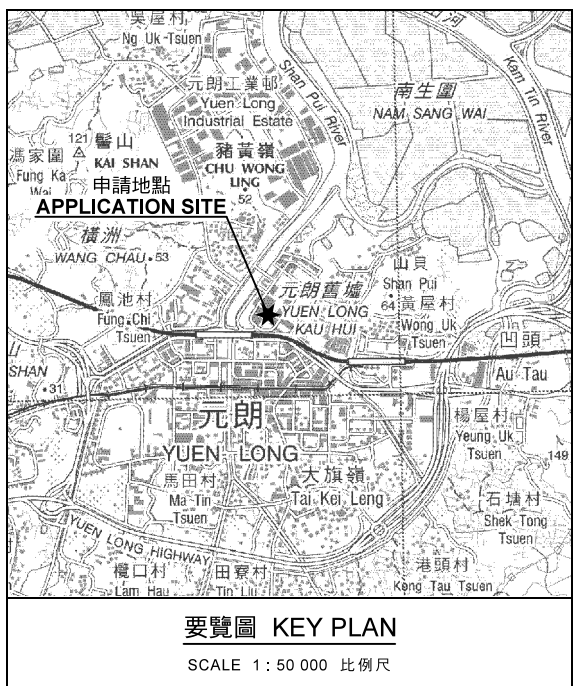 吳屋村
Ng Uk Tsuen
元朗工業邨
Yuen Long
Industrial Estate
Shan Pui River
Kam Tin River
南生圍
NAM SANG WAI
121
髻山
KAI SHAN
馮家圍
Fung Ka
Wai
豬黃嶺
CHU WONG
LING
52
申請地點
APPLICATION SITE
橫洲
WANG CHAU
53
元朗舊墟
YUEN LONG
KAU HUI
山貝
Shan Pui
64
黃屋村
Wong Uk
Tsuen
鳳池村
Fung Chi
Tsuen
凹頭
Au Tau
山
SHAN
31
元朗
YUEN LONG
楊屋村
Yeung Uk
Tsuen
149
馬田村
Ma Tin
Tsuen
大旗嶺
Tai Kei Leng
石塘村
Shek Tong
Tsuen
YUEN LONG HIGHWAY
欖口村
Lam Hau
田寮村
Tin Liu
港頭村
Kong Tau Tsuen
要覽圖 KEY PLAN
SCALE 1 : 50 000 比例尺